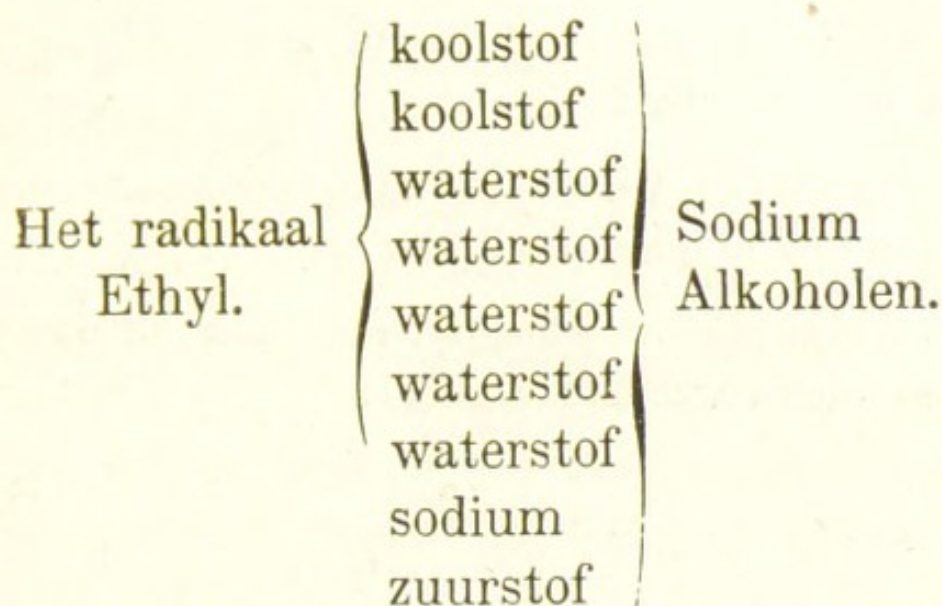 koolstof
koolstof
waterstof
waterstof
waterstof
waterstof
waterstof
sodium
zuurstof
Het radikaal
Ethyl.
Sodium
Alkoholen.